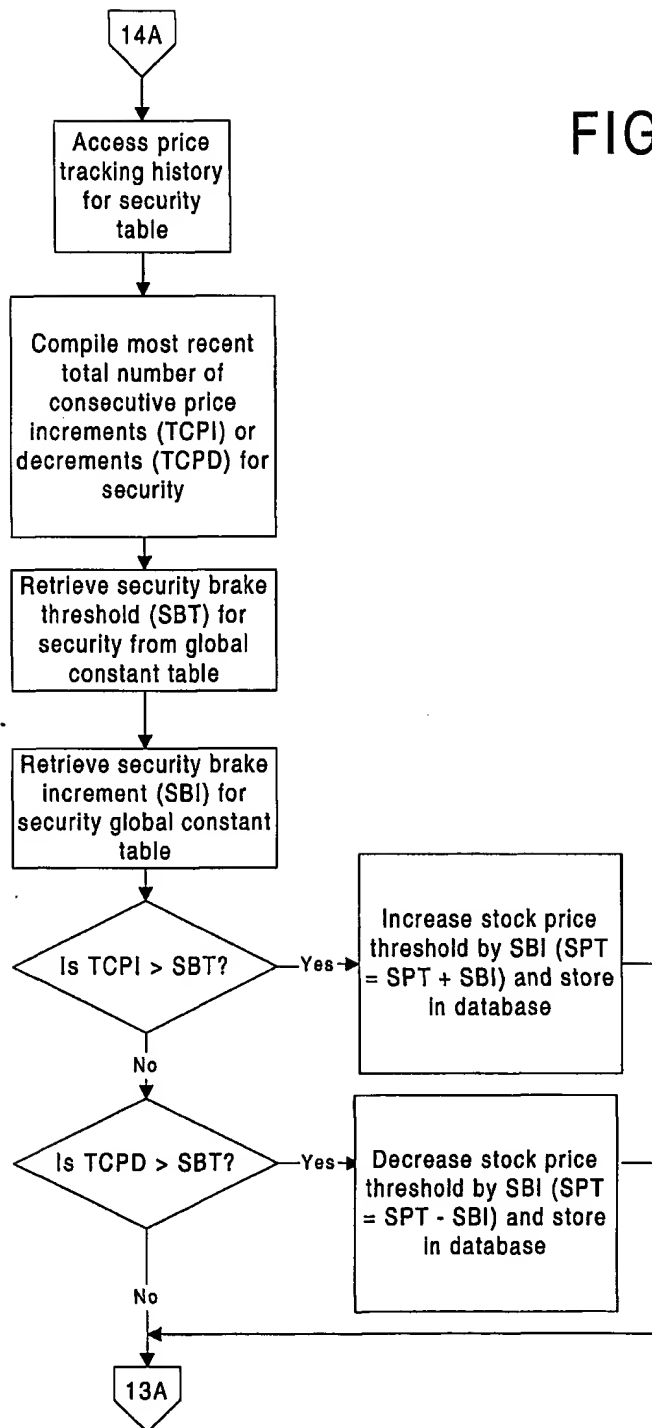 14A
FIG
Access price
tracking history
for security
table
Compile most recent
total number of
consecutive price
increments (TCPI) or
decrements (TCPD) for
security
Retrieve security brake
threshold (SBT) for
security from global
constant table
Retrieve security brake
increment (SBI) for
security global constant
table
Is TCPI > SBT?
Yes
Increase stock price
threshold by SBI (SPT
= SPT + SBI) and store
in database
No
Is TCPD > SBT?
Yes
Decrease stock price
threshold by SBI (SPT
= SPT - SBI) and store
in database
No
13A